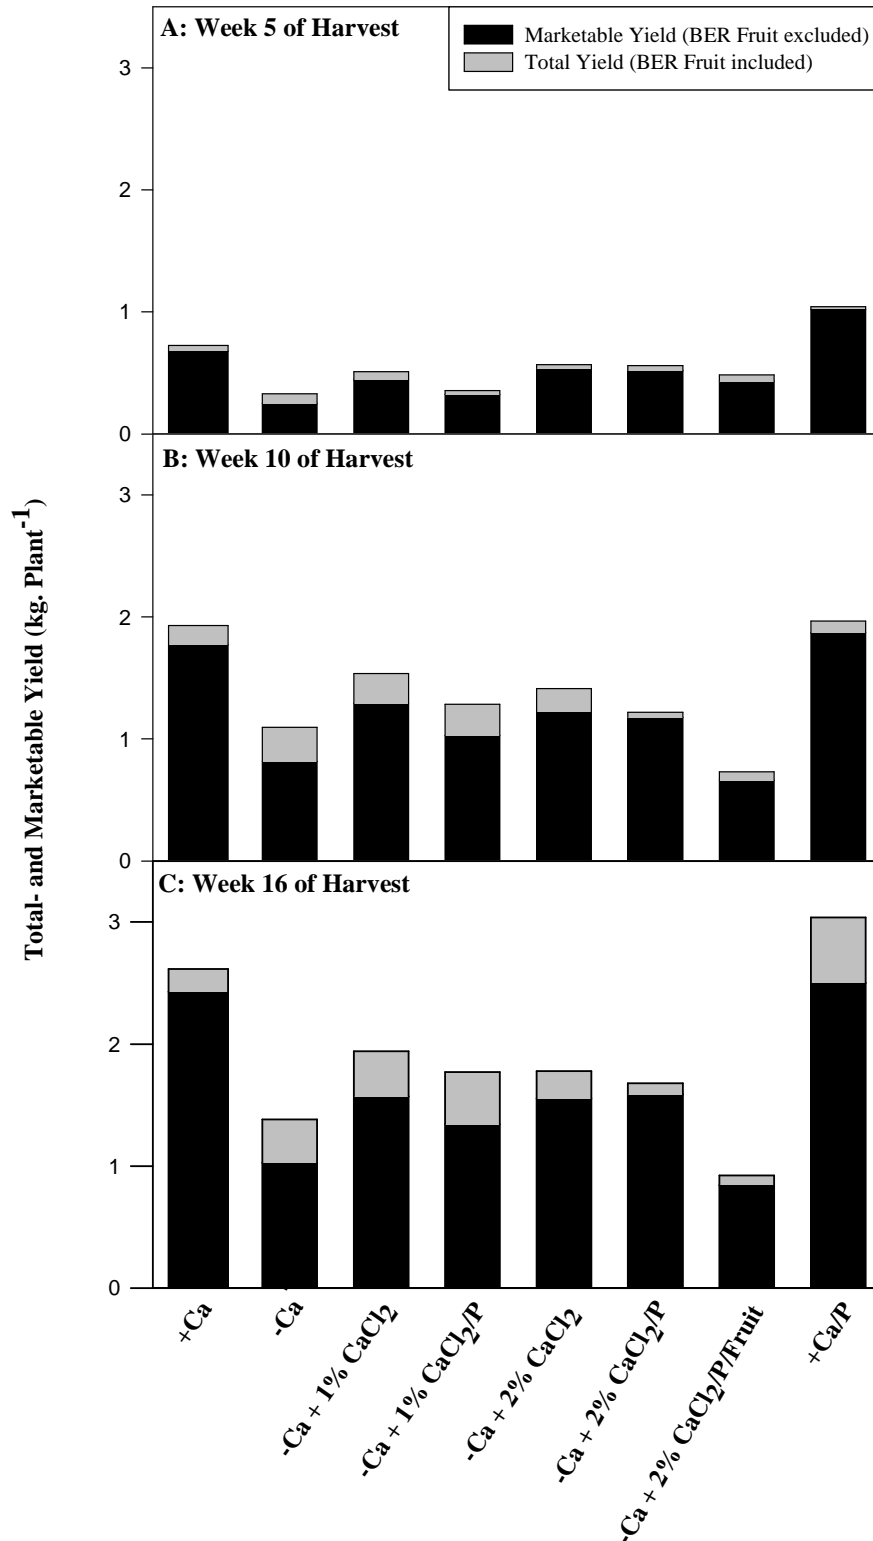 A: Week 5 of Harvest
Marketable Yield (BER Fruit excluded)
Total Yield (BER Fruit included)
3
2
1
0
B: Week 10 of Harvest
3
2
1
0
C: Week 16 of Harvest
3
2
1
0
Total- and Marketable Yield (kg. Plant⁻¹)
+Ca
-Ca
-Ca + 1% CaCl₂
-Ca + 1% CaCl₂/P
-Ca + 2% CaCl₂
-Ca + 2% CaCl₂/P
-Ca + 2% CaCl₂/P/Fruit
+Ca/P